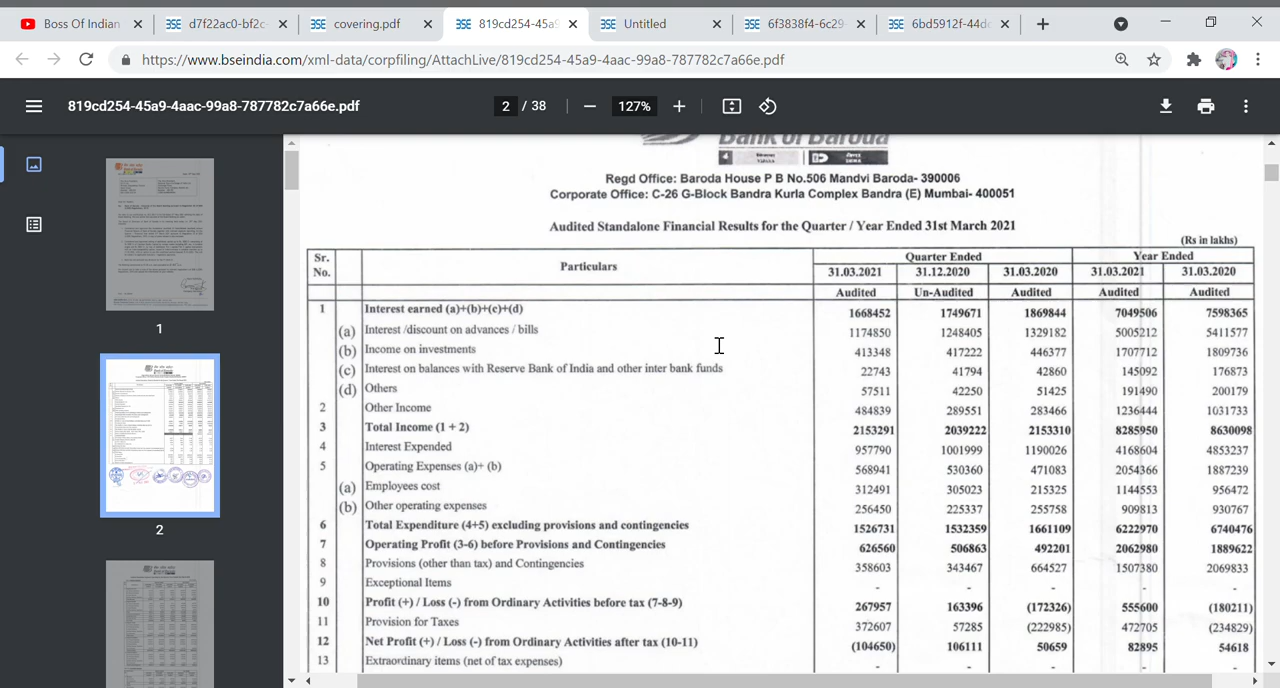 Boss Of Indian
d7f22ac0-bf2c-
covering.pdf
819cd254-45a9
Untitled
6f3838f4-6c29
6bd5912f-44dc
https://www.bseindia.com/xml-data/corpfiling/AttachLive/819cd254-45a9-4aac-99a8-787782c7a66e.pdf
819cd254-45a9-4aac-99a8-787782c7a66e.pdf
2 / 38
127%
1
2
Bank of Baroda
Regd Office: Baroda House P B No.506 Mandvi Baroda- 390006
Corporate Office: C-26 G-Block Bandra Kurla Complex Bandra (E) Mumbai- 400051
Audited Standalone Financial Results for the Quarter / Year Ended 31st March 2021
(Rs in lakhs)
Sr. No. Particulars Quarter Ended Year Ended
31.03.2021 31.12.2020 31.03.2020 31.03.2021 31.03.2020
Audited Un-Audited Audited Audited Audited
1 Interest earned (a)+(b)+(c)+(d) 1668452 1749671 1869844 7049506 7598365
(a) Interest /discount on advances / bills 1174850 1248405 1329182 5005212 5411577
(b) Income on investments 413348 417222 446377 1707712 1809736
(c) Interest on balances with Reserve Bank of India and other inter bank funds 22743 41794 42860 145092 176873
(d) Others 57511 42250 51425 191490 200179
2 Other Income 484839 289551 283466 1236444 1031733
3 Total Income (1 + 2) 2153291 2039222 2153310 8285950 8630098
4 Interest Expended 957790 1001999 1190026 4168604 4853237
5 Operating Expenses (a)+ (b) 568941 530360 471083 2054366 1887239
(a) Employees cost 312491 305023 215325 1144553 956472
(b) Other operating expenses 256450 225337 255758 909813 930767
6 Total Expenditure (4+5) excluding provisions and contingencies 1526731 1532359 1661109 6222970 6740476
7 Operating Profit (3-6) before Provisions and Contingencies 626560 506863 492201 2062980 1889622
8 Provisions (other than tax) and Contingencies 358603 343467 664527 1507380 2069833
9 Exceptional Items - - - - -
10 Profit (+) / Loss (-) from Ordinary Activities before tax (7-8-9) 267957 163396 (172326) 555600 (180211)
11 Provision for Taxes 372607 57285 (222985) 472705 (234829)
12 Net Profit (+) / Loss (-) from Ordinary Activities after tax (10-11) (104650) 106111 50659 82895 54618
13 Extraordinary items (net of tax expenses) - - - - -